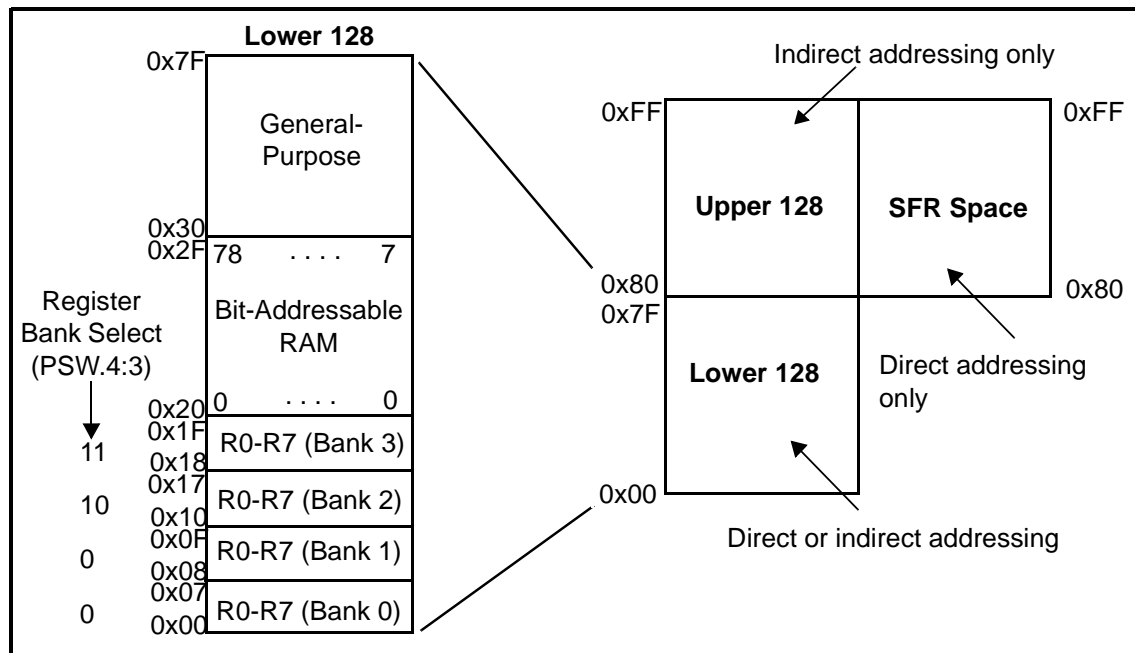 Lower 128
0x7F
General-
Purpose
0x30
0x2F
78 . . . . 7
Bit-Addressable
RAM
0 . . . . 0
0x20
Register
Bank Select
(PSW.4:3)
0x1F
11
R0-R7 (Bank 3)
0x18
0x17
10
R0-R7 (Bank 2)
0x10
0x0F
0
R0-R7 (Bank 1)
0x08
0x07
0
R0-R7 (Bank 0)
0x00
Indirect addressing only
0xFF
0xFF
Upper 128
SFR Space
0x80
0x80
0x7F
Lower 128
Direct addressing
only
0x00
Direct or indirect addressing